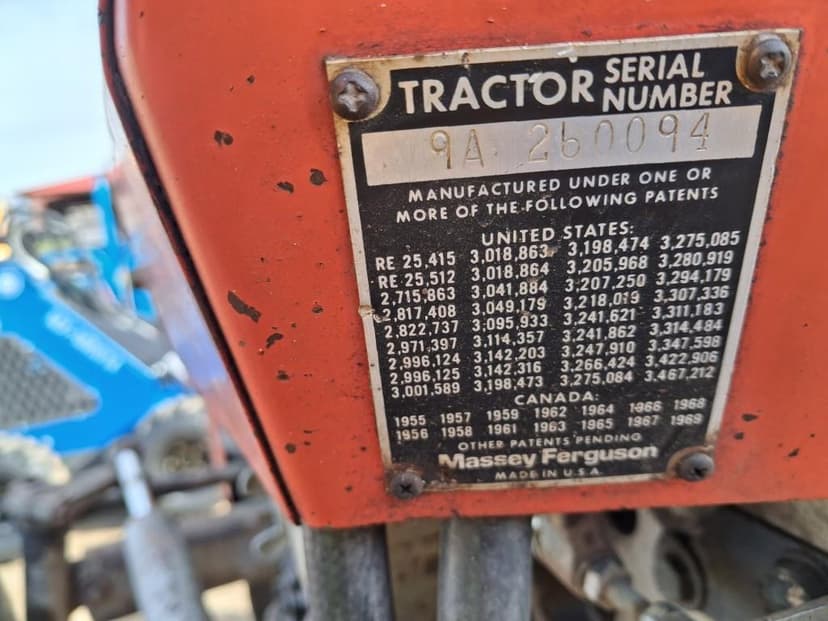 TRACTOR SERIAL NUMBER
9A 260094
MANUFACTURED UNDER ONE OR
MORE OF THE FOLLOWING PATENTS
UNITED STATES:
RE 25,415 3,018,863 3,198,474 3,275,085
RE 25,512 3,018,864 3,205,968 3,280,919
2,715,863 3,041,884 3,207,250 3,294,179
2,817,408 3,049,179 3,218,019 3,307,336
2,822,737 3,095,933 3,241,621 3,311,183
2,971,397 3,114,357 3,241,862 3,314,484
2,996,124 3,142,203 3,247,910 3,347,598
2,996,125 3,142,316 3,266,424 3,422,906
3,001,589 3,198,473 3,275,084 3,467,212
CANADA:
1955 1957 1959 1962 1964 1966 1968
1956 1958 1961 1963 1965 1967 1969
OTHER PATENTS PENDING
Massey Ferguson
MADE IN U.S.A.